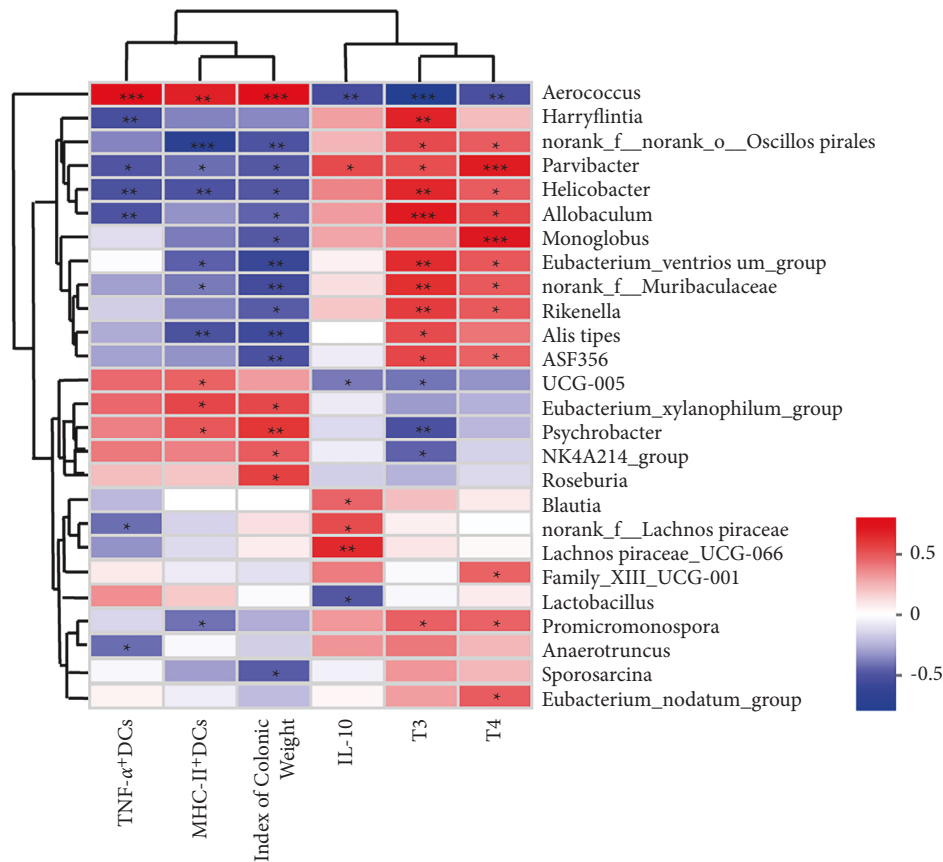 *** ** *** ** *** ** Aerococcus
** ** Harryflintia
*** ** * * norank_f__norank_o__Oscillos pirales
* * * * * *** Parvibacter
** ** * ** * Helicobacter
** * *** * Allobaculum
* *** Monoglobus
* ** ** * Eubacterium_ventrios um_group
* ** ** * norank_f__Muribaculaceae
* ** * Rikenella
** ** * Alis tipes
** * * ASF356
* * * UCG-005
* * Eubacterium_xylanophilum_group
* ** ** Psychrobacter
* * NK4A214_group
* Roseburia
* Blautia
* * norank_f__Lachnos piraceae
** Lachnos piraceae_UCG-066
* Family_XIII_UCG-001
* Lactobacillus
* * * Promicromonospora
* Anaerotruncus
* Sporosarcina
* Eubacterium_nodatum_group
0.5
0
-0.5
TNF-α+DCs
MHC-II+DCs
Index of Colonic
Weight
IL-10
T3
T4